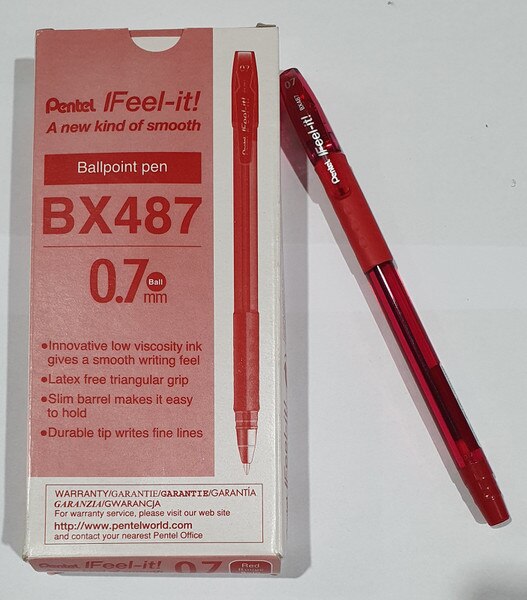 Pentel IFeel-it!
A new kind of smooth
Ballpoint pen
BX487
0.7 Ball mm
•Innovative low viscosity ink
gives a smooth writing feel
•Latex free triangular grip
•Slim barrel makes it easy
to hold
•Durable tip writes fine lines
WARRANTY/GARANTIE/GARANTIE/GARANTÍA
GARANZIA/GWARANCJA
For warranty service, please visit our web site
http://www.pentelworld.com
and contact your nearest Pentel Office
IFeel-it! 0.7 Red
07
Pentel IFeel-it! BX487